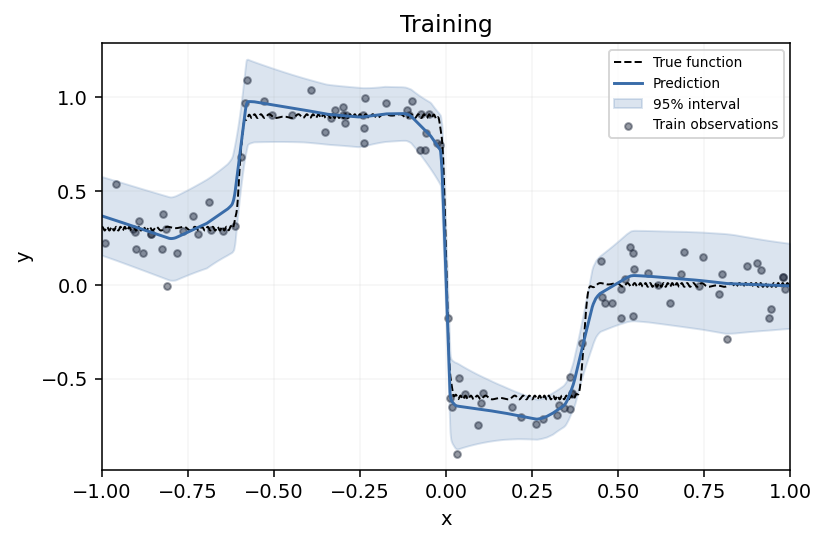 Training
True function
Prediction
95% interval
Train observations
y
1.0
0.5
0.0
−0.5
−1.00 −0.75 −0.50 −0.25 0.00 0.25 0.50 0.75 1.00
x